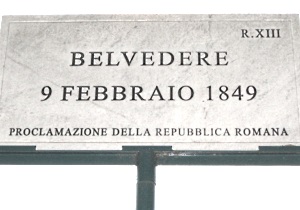 R.XIII
BELVEDERE
9 FEBBRAIO 1849
PROCLAMAZIONE DELLA REPUBBLICA ROMANA